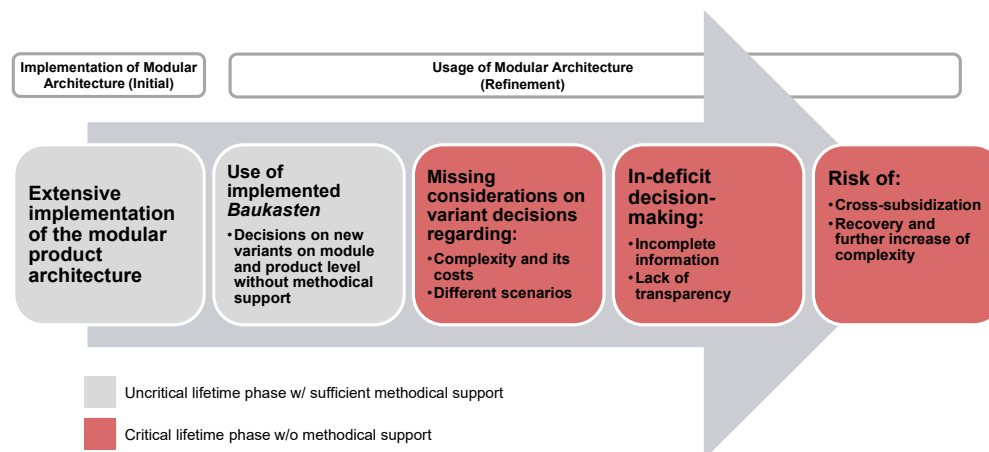 Implementation of Modular
Architecture (Initial)
Usage of Modular Architecture
(Refinement)
Extensive
implementation
of the modular
product
architecture
Use of
implemented
Baukasten
•Decisions on new
variants on module
and product level
without methodical
support
Missing
considerations on
variant decisions
regarding:
•Complexity and its
costs
•Different scenarios
In-deficit
decision-
making:
•Incomplete
information
•Lack of
transparency
Risk of:
•Cross-subsidization
•Recovery and
further increase of
complexity
Uncritical lifetime phase w/ sufficient methodical support
Critical lifetime phase w/o methodical support